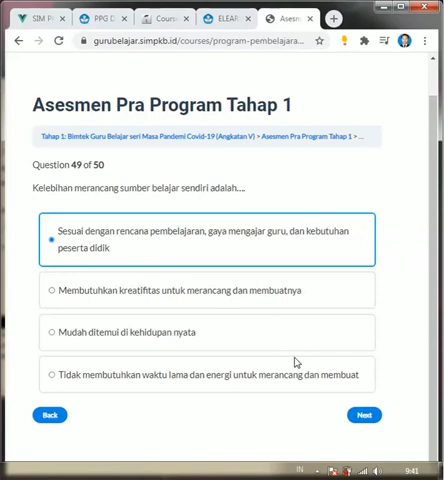 SIM P
PPG D
Course
ELEAR
Asesm
gurubelajar.simpkb.id/courses/program-pembelajara...
Asesmen Pra Program Tahap 1
Tahap 1: Bimtek Guru Belajar seri Masa Pandemi Covid-19 (Angkatan V) > Asesmen Pra Program Tahap 1 > ...
Question 49 of 50
Kelebihan merancang sumber belajar sendiri adalah....
Sesuai dengan rencana pembelajaran, gaya mengajar guru, dan kebutuhan
peserta didik
Membutuhkan kreatifitas untuk merancang dan membuatnya
Mudah ditemui di kehidupan nyata
Tidak membutuhkan waktu lama dan energi untuk merancang dan membuat
Back
Next
IN
9:41